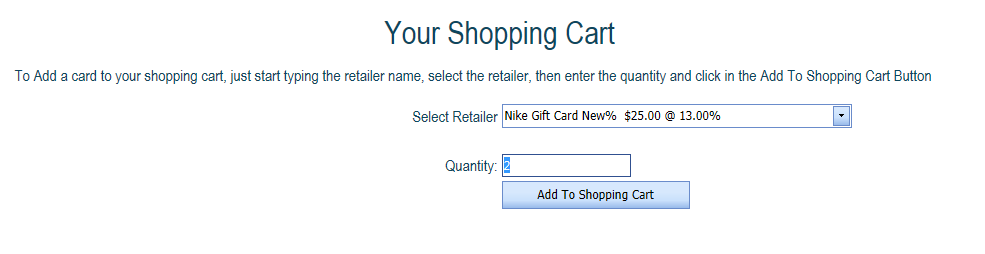 Your Shopping Cart
To Add a card to your shopping cart, just start typing the retailer name, select the retailer, then enter the quantity and click in the Add To Shopping Cart Button
Select Retailer Nike Gift Card New% $25.00 @ 13.00%
Quantity: 2
Add To Shopping Cart